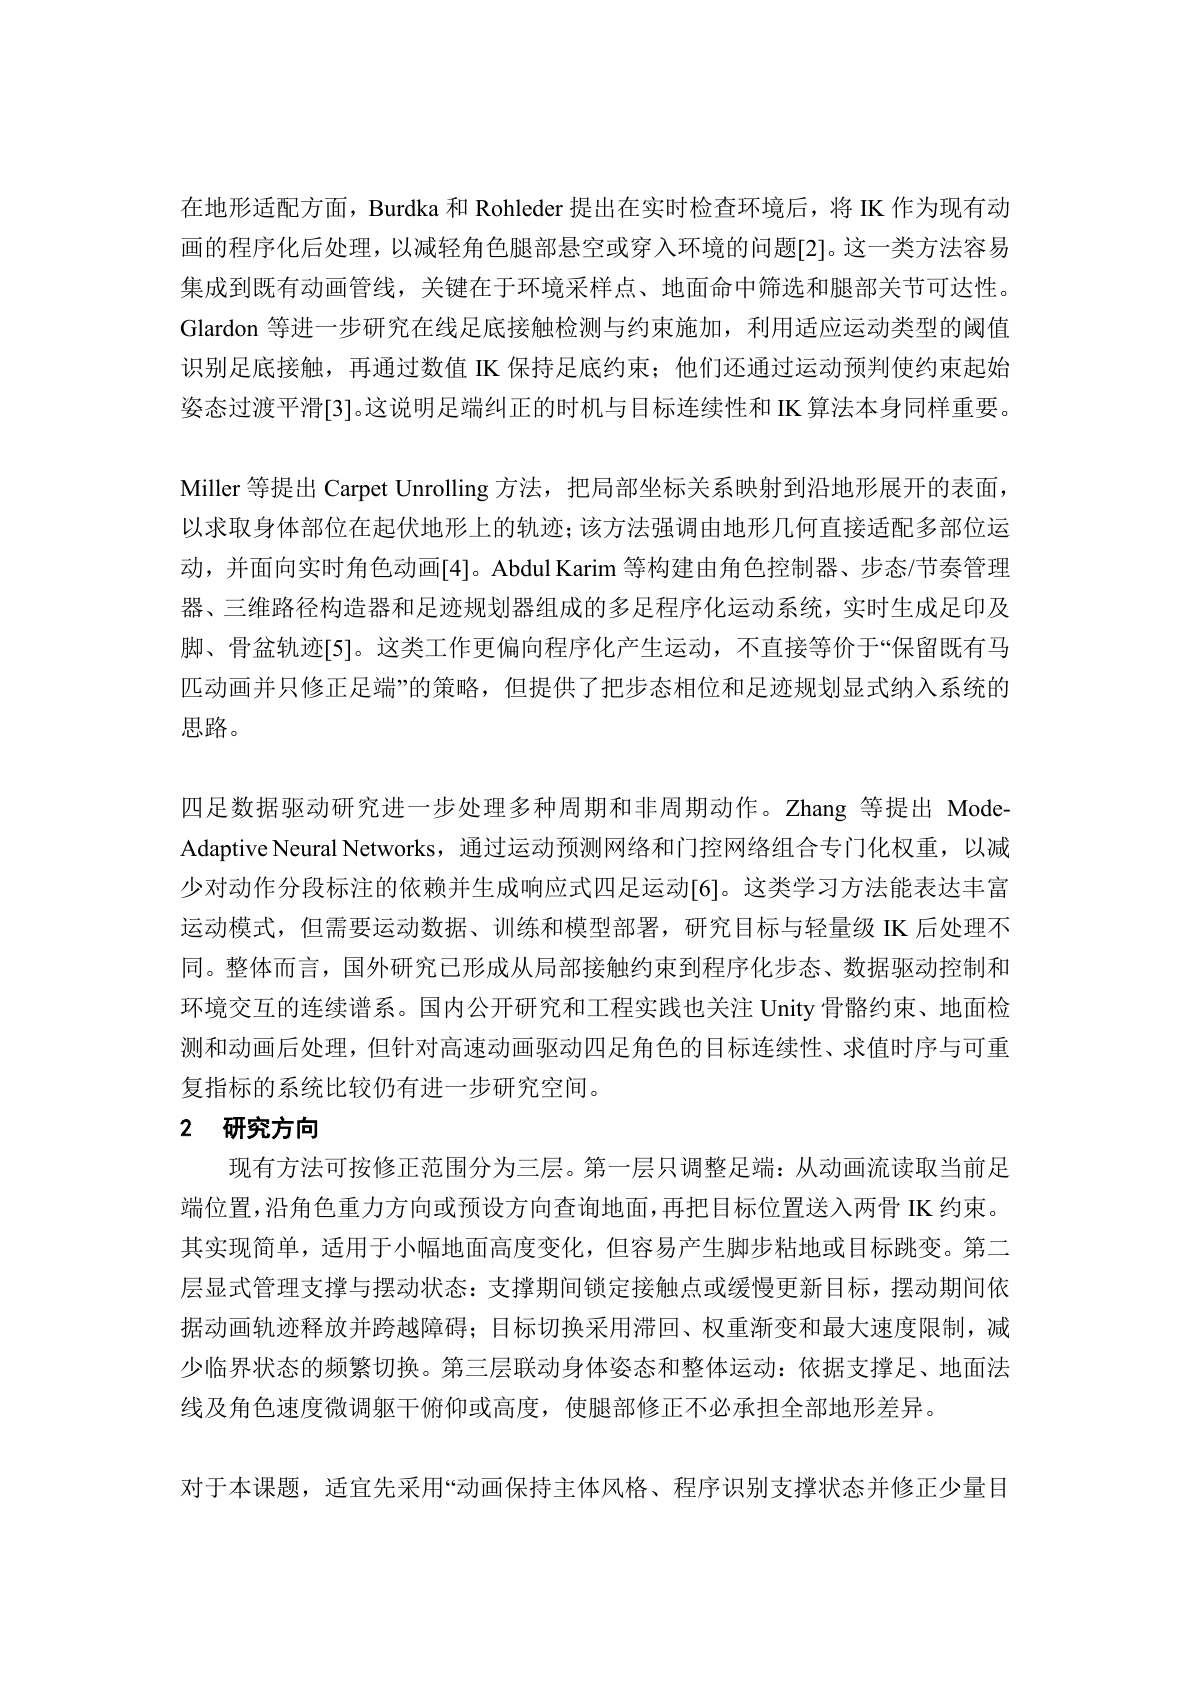 在地形适配方面，Burdka 和 Rohleder 提出在实时检查环境后，将 IK 作为现有动
画的程序化后处理，以减轻角色腿部悬空或穿入环境的问题[2]。这一类方法容易
集成到既有动画管线，关键在于环境采样点、地面命中筛选和腿部关节可达性。
Glardon 等进一步研究在线足底接触检测与约束施加，利用适应运动类型的阈值
识别足底接触，再通过数值 IK 保持足底约束；他们还通过运动预判使约束起始
姿态过渡平滑[3]。这说明足端纠正的时机与目标连续性和 IK 算法本身同样重要。
Miller 等提出 Carpet Unrolling 方法，把局部坐标关系映射到沿地形展开的表面，
以求取身体部位在起伏地形上的轨迹；该方法强调由地形几何直接适配多部位运
动，并面向实时角色动画[4]。Abdul Karim 等构建由角色控制器、步态/节奏管理
器、三维路径构造器和足迹规划器组成的多足程序化运动系统，实时生成足印及
脚、骨盆轨迹[5]。这类工作更偏向程序化产生运动，不直接等价于“保留既有马
匹动画并只修正足端”的策略，但提供了把步态相位和足迹规划显式纳入系统的
思路。
四足数据驱动研究进一步处理多种周期和非周期动作。Zhang 等提出 Mode-
Adaptive Neural Networks，通过运动预测网络和门控网络组合专门化权重，以减
少对动作分段标注的依赖并生成响应式四足运动[6]。这类学习方法能表达丰富
运动模式，但需要运动数据、训练和模型部署，研究目标与轻量级 IK 后处理不
同。整体而言，国外研究已形成从局部接触约束到程序化步态、数据驱动控制和
环境交互的连续谱系。国内公开研究和工程实践也关注 Unity 骨骼约束、地面检
测和动画后处理，但针对高速动画驱动四足角色的目标连续性、求值时序与可重
复指标的系统比较仍有进一步研究空间。
2 研究方向
现有方法可按修正范围分为三层。第一层只调整足端：从动画流读取当前足
端位置，沿角色重力方向或预设方向查询地面，再把目标位置送入两骨 IK 约束。
其实现简单，适用于小幅地面高度变化，但容易产生脚步粘地或目标跳变。第二
层显式管理支撑与摆动状态：支撑期间锁定接触点或缓慢更新目标，摆动期间依
据动画轨迹释放并跨越障碍；目标切换采用滞回、权重渐变和最大速度限制，减
少临界状态的频繁切换。第三层联动身体姿态和整体运动：依据支撑足、地面法
线及角色速度微调躯干俯仰或高度，使腿部修正不必承担全部地形差异。
对于本课题，适宜先采用“动画保持主体风格、程序识别支撑状态并修正少量目